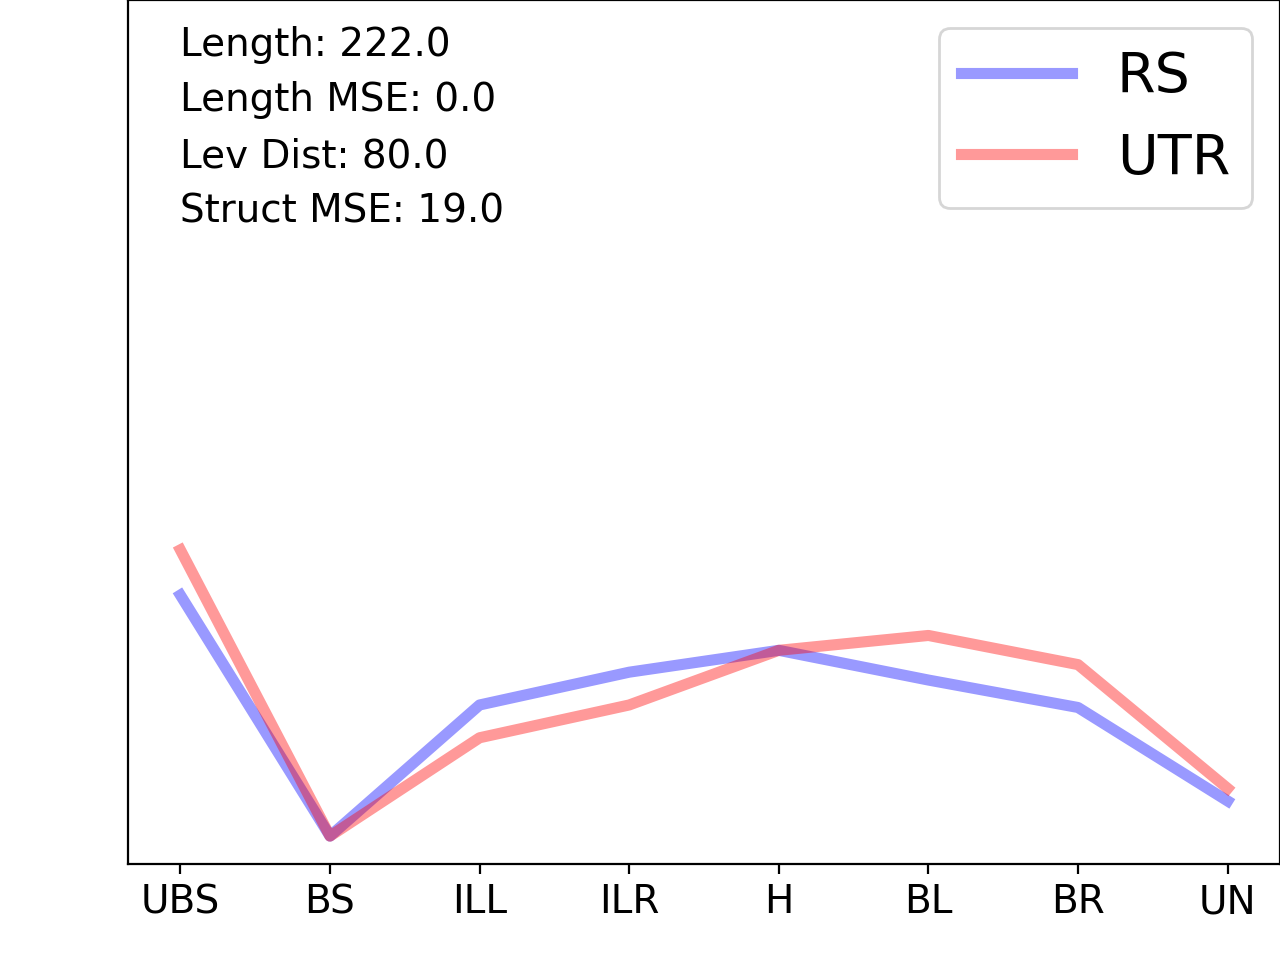 Length: 222.0
Length MSE: 0.0
Lev Dist: 80.0
Struct MSE: 19.0
RS
UTR
UBS BS ILL ILR H BL BR UN